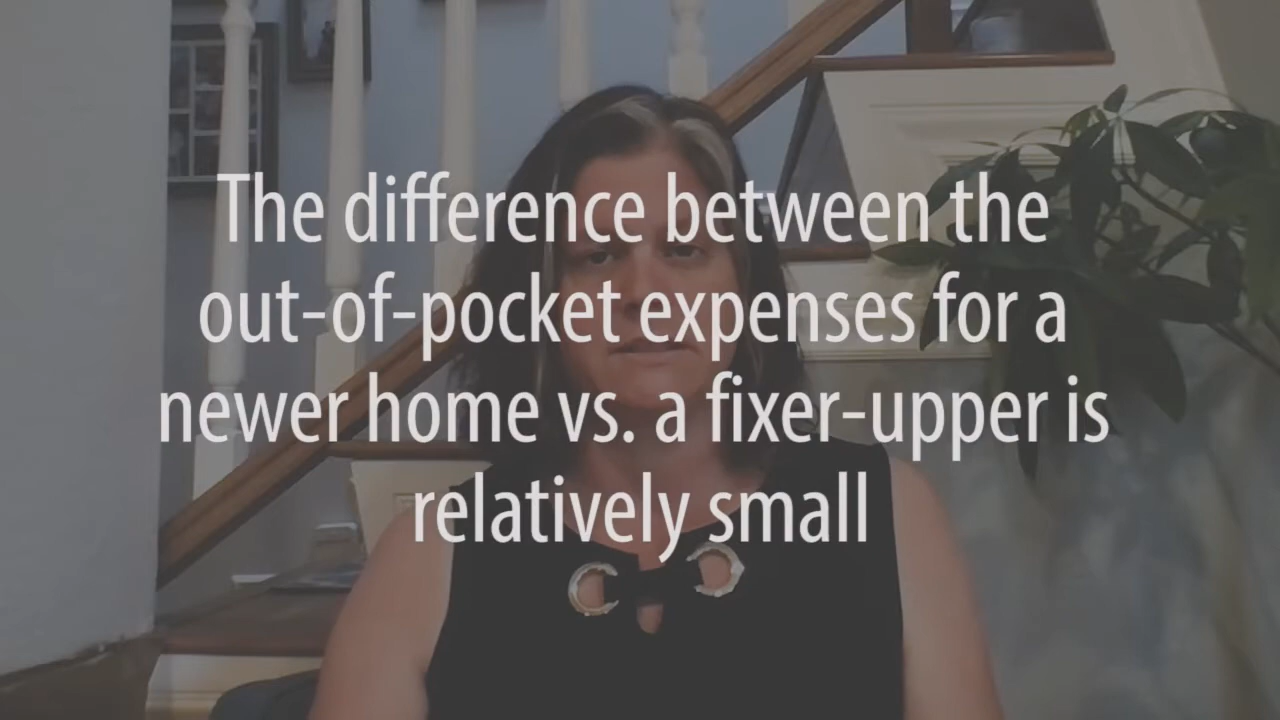 The difference between the
out-of-pocket expenses for a
newer home vs. a fixer-upper is
relatively small